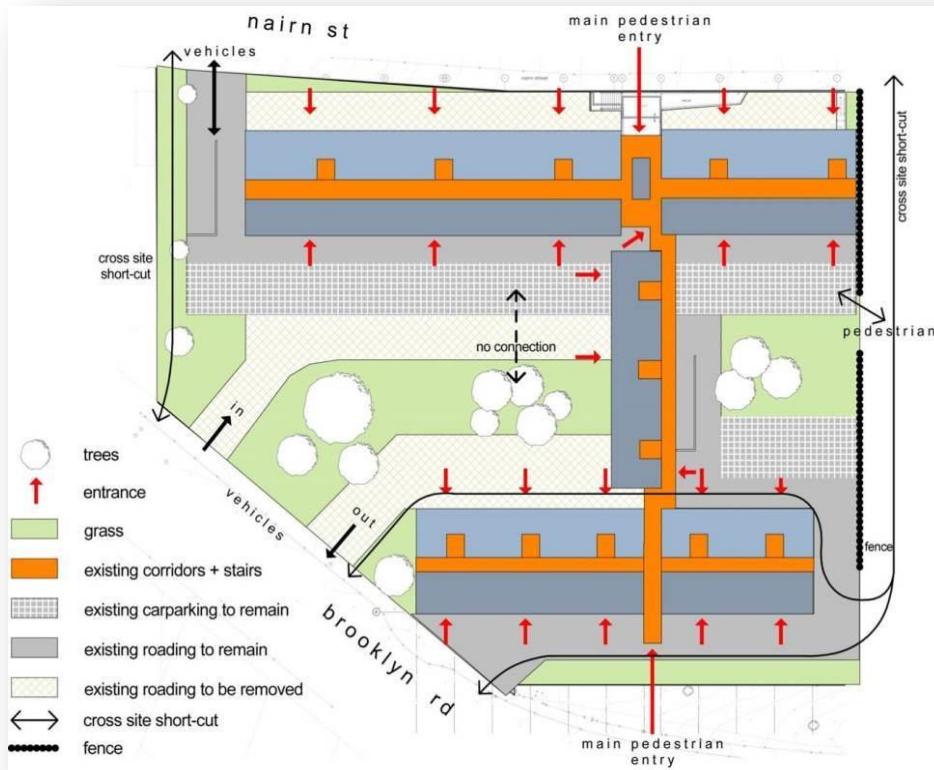 nairn st
main pedestrian
entry
vehicles
nairn street
cross site short-cut
cross site
short-cut
pedestrian
no connection
in
vehicles
out
fence
brooklyn rd
main pedestrian
entry
trees
entrance
grass
existing corridors + stairs
existing carparking to remain
existing roading to remain
existing roading to be removed
cross site short-cut
fence